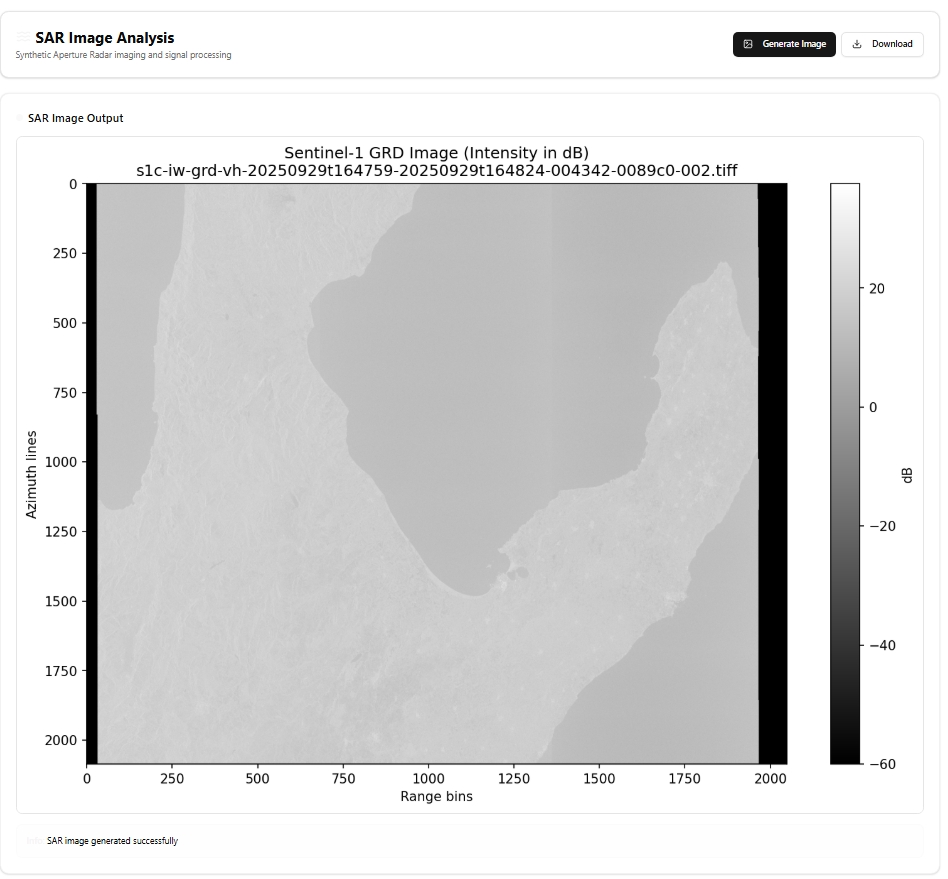 SAR Image Analysis
Synthetic Aperture Radar imaging and signal processing
Generate Image
Download
SAR Image Output
Sentinel-1 GRD Image (Intensity in dB)
s1c-iw-grd-vh-20250929t164759-20250929t164824-004342-0089c0-002.tiff
0
250
500
750
1000
1250
1500
1750
2000
Azimuth lines
0
250
500
750
1000
1250
1500
1750
2000
Range bins
20
0
−20
−40
−60
dB
SAR image generated successfully